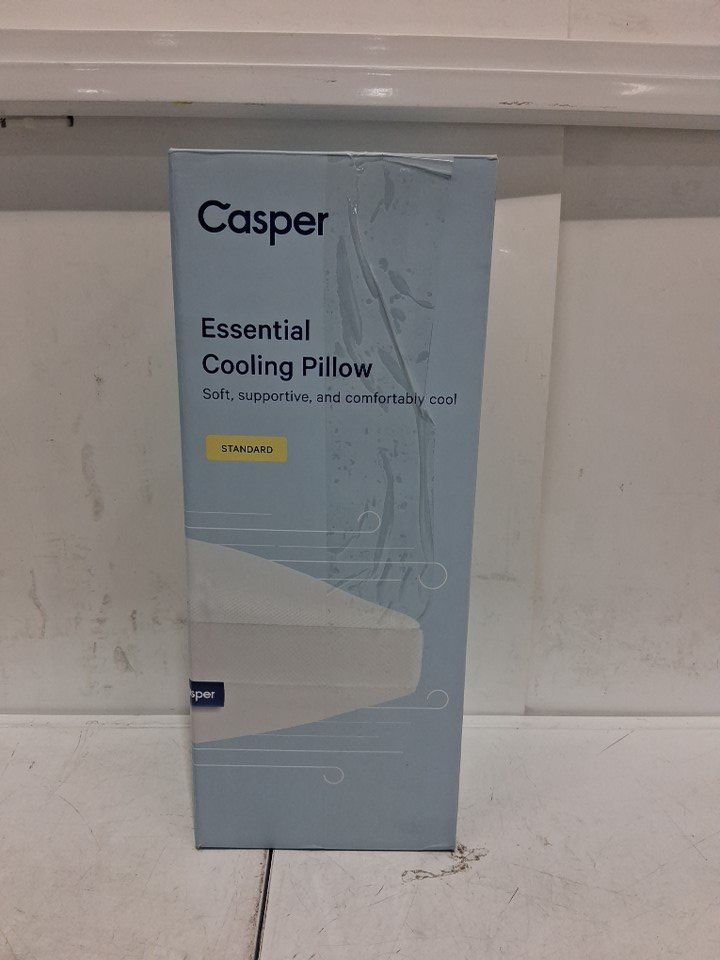 Casper
Essential
Cooling Pillow
Soft, supportive, and comfortably cool
STANDARD
sper